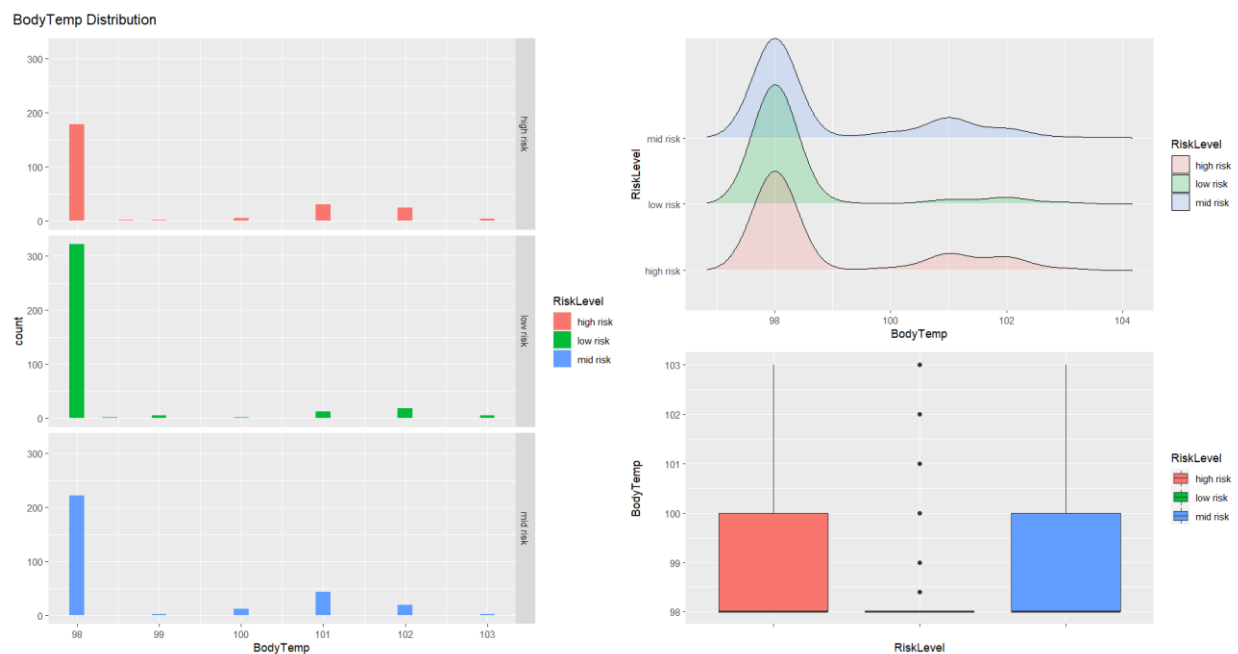 BodyTemp Distribution
count
300
200
100
0
high risk
300
200
100
0
low risk
300
200
100
0
mid risk
98
99
100
101
102
103
BodyTemp
RiskLevel
high risk
low risk
mid risk
RiskLevel
mid risk
low risk
high risk
98
100
102
104
BodyTemp
RiskLevel
high risk
low risk
mid risk
BodyTemp
103
102
101
100
99
98
RiskLevel
RiskLevel
high risk
low risk
mid risk